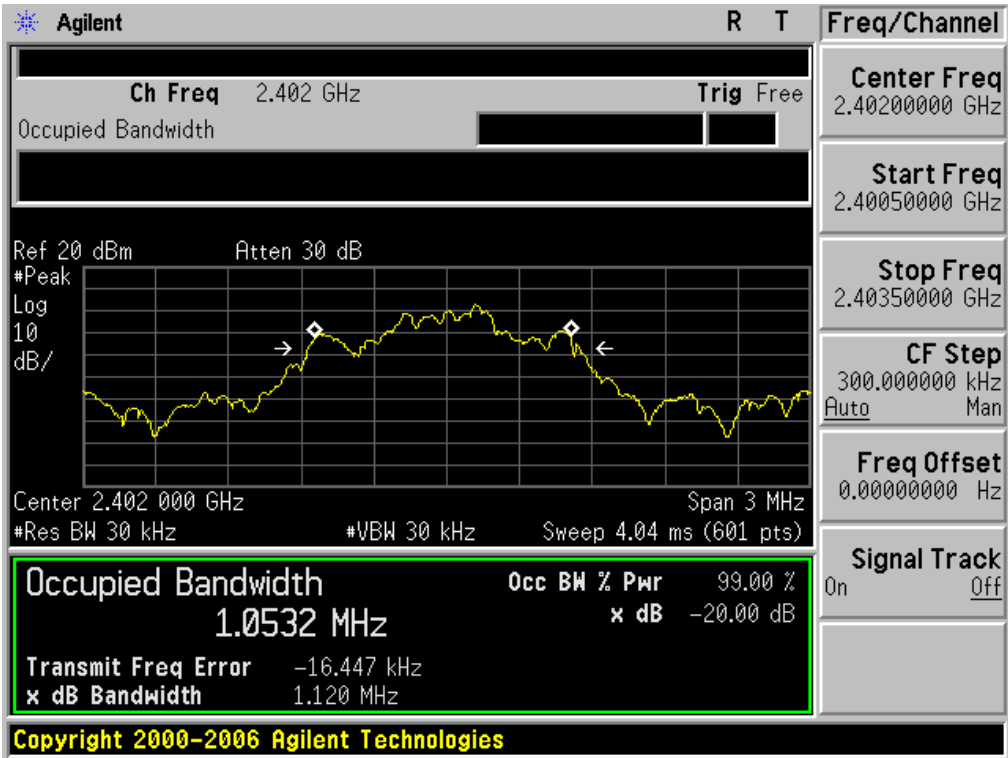 Agilent R T
Freq/Channel
Ch Freq 2.402 GHz Trig Free
Occupied Bandwidth
Center Freq
2.40200000 GHz
Start Freq
2.40050000 GHz
Stop Freq
2.40350000 GHz
CF Step
300.000000 kHz
Auto Man
Freq Offset
0.00000000 Hz
Signal Track
On Off
Ref 20 dBm Atten 30 dB
#Peak
Log
10
dB/
Center 2.402 000 GHz Span 3 MHz
#Res BW 30 kHz #VBW 30 kHz Sweep 4.04 ms (601 pts)
Occupied Bandwidth
1.0532 MHz
Occ BW % Pwr 99.00 %
x dB -20.00 dB
Transmit Freq Error -16.447 kHz
x dB Bandwidth 1.120 MHz
Copyright 2000-2006 Agilent Technologies